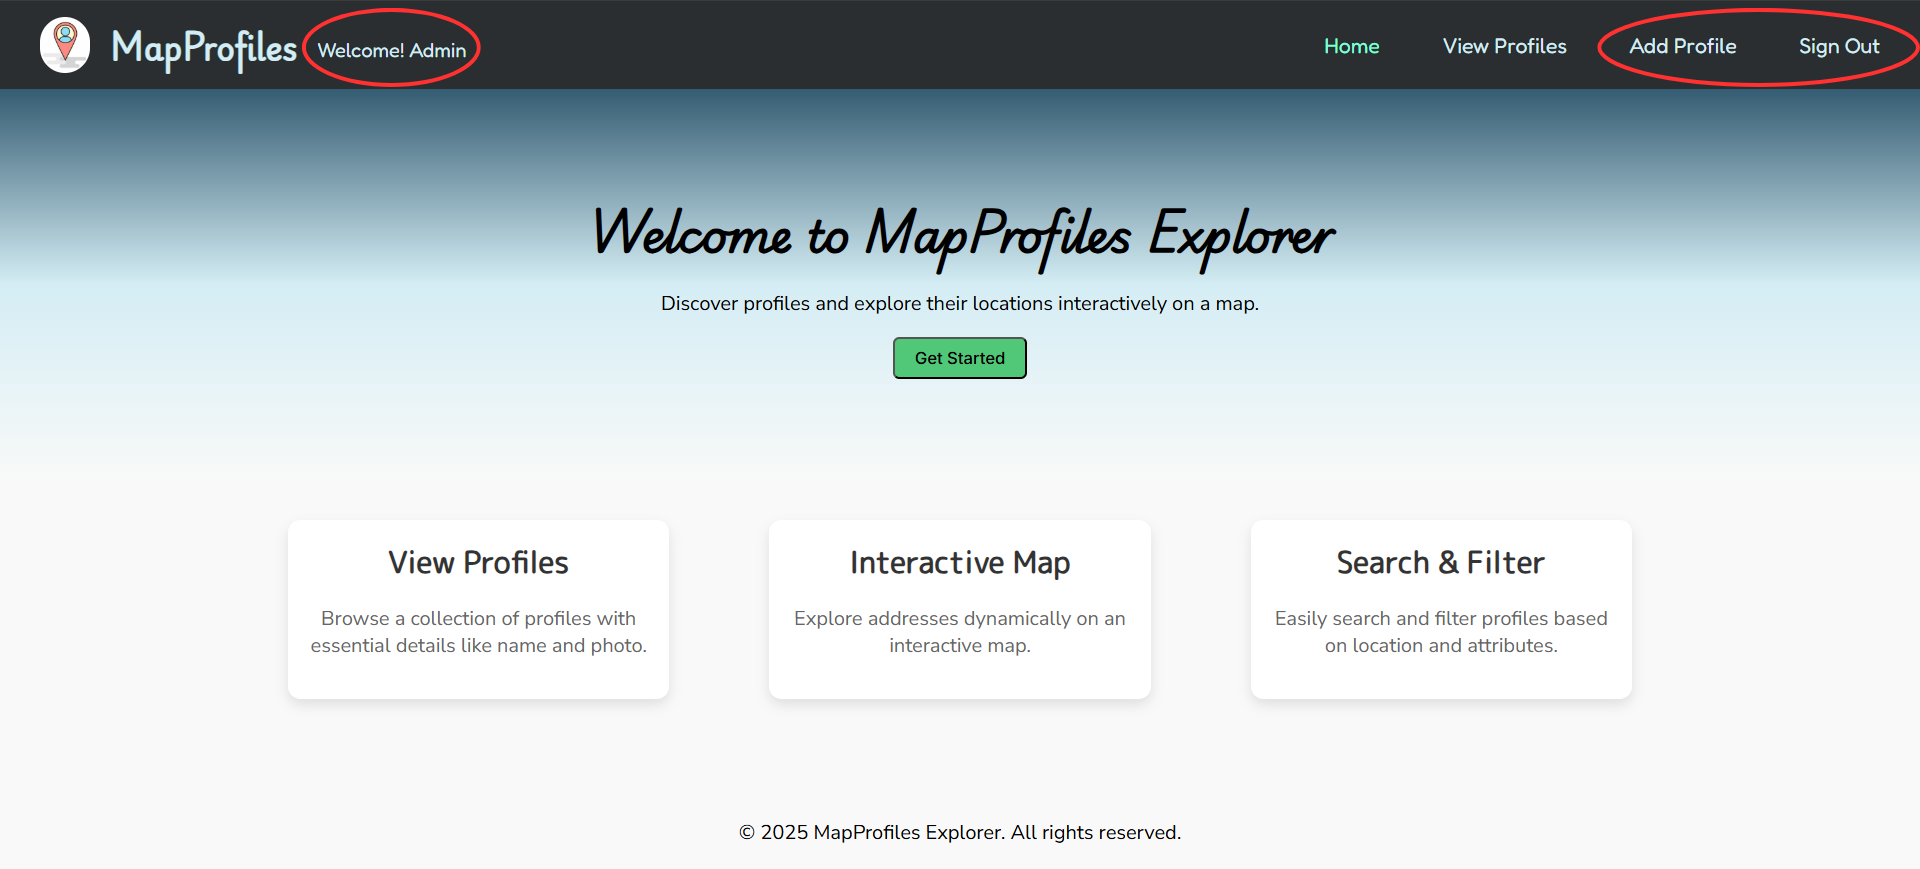 MapProfiles Welcome! Admin Home View Profiles Add Profile Sign Out
Welcome to MapProfiles Explorer
Discover profiles and explore their locations interactively on a map.
Get Started
View Profiles
Browse a collection of profiles with
essential details like name and photo.
Interactive Map
Explore addresses dynamically on an
interactive map.
Search & Filter
Easily search and filter profiles based
on location and attributes.
© 2025 MapProfiles Explorer. All rights reserved.